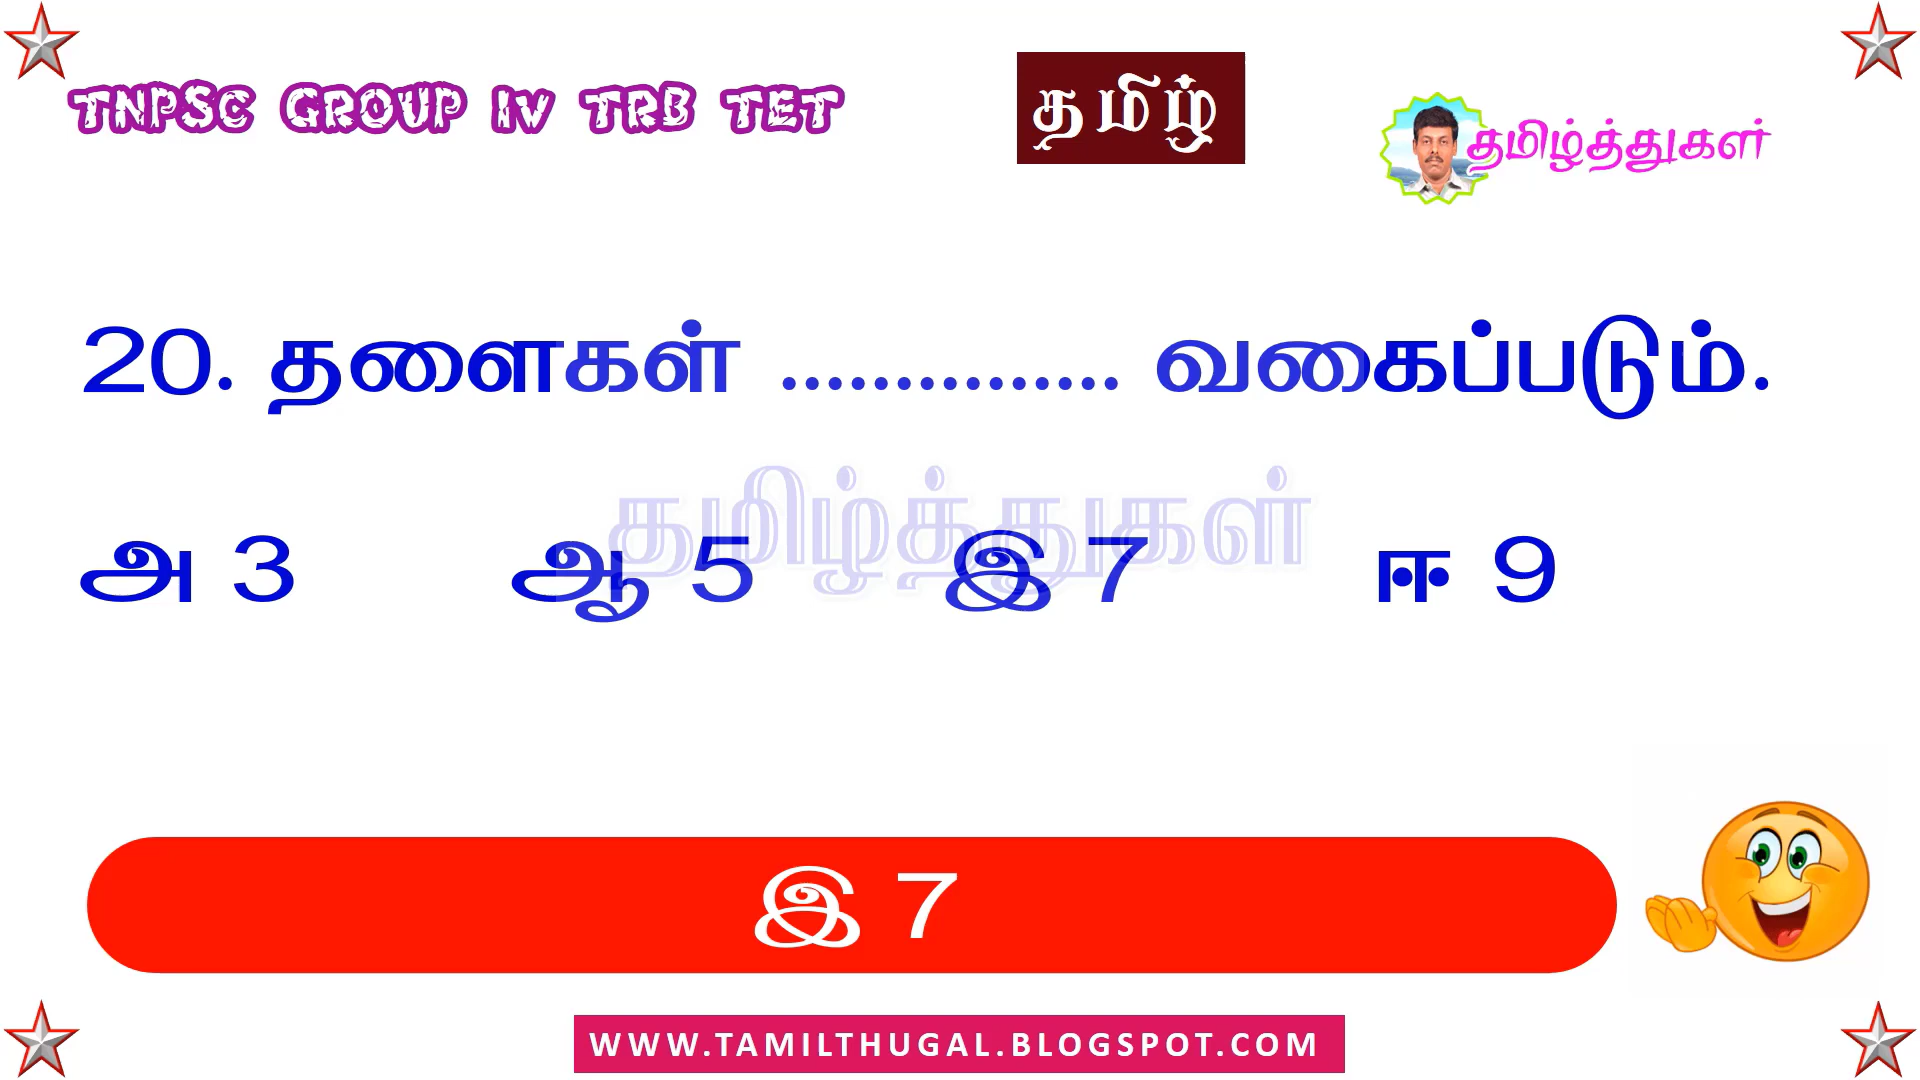 TNPSC GROUP IV TRB TET
தமிழ்
தமிழ்த்துகள்
20. தளைகள் ............... வகைப்படும்.
தமிழ்த்துகள்
அ 3 ஆ 5 இ 7 ஈ 9
இ 7
WWW.TAMILTHUGAL.BLOGSPOT.COM